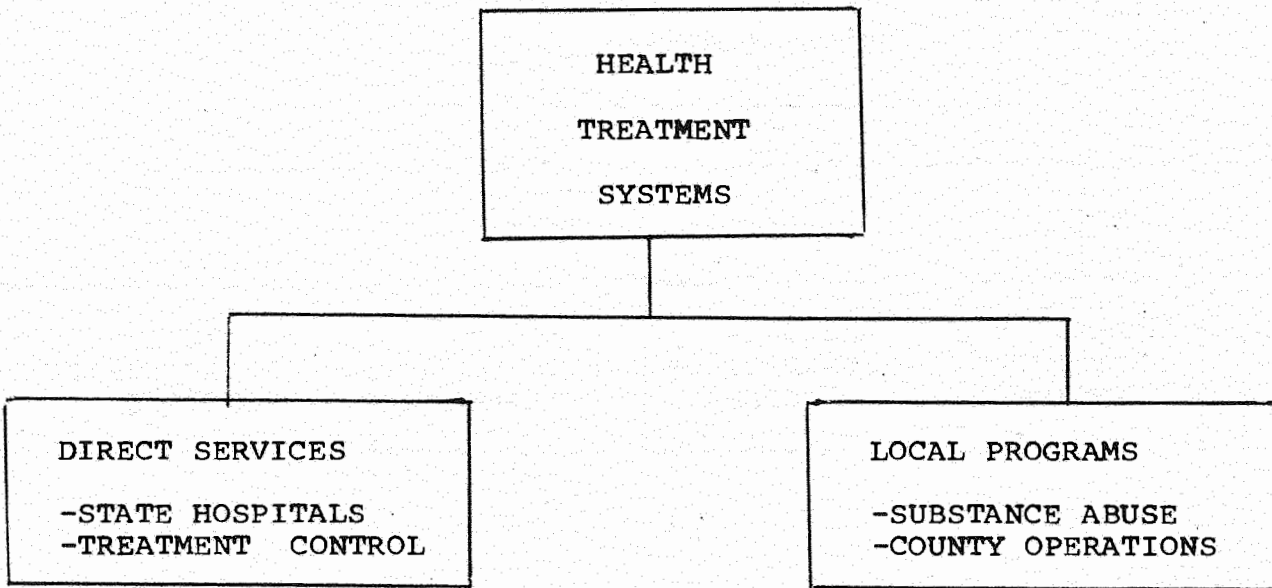 HEALTH
TREATMENT
SYSTEMS
DIRECT SERVICES
-STATE HOSPITALS
-TREATMENT CONTROL
LOCAL PROGRAMS
-SUBSTANCE ABUSE
-COUNTY OPERATIONS